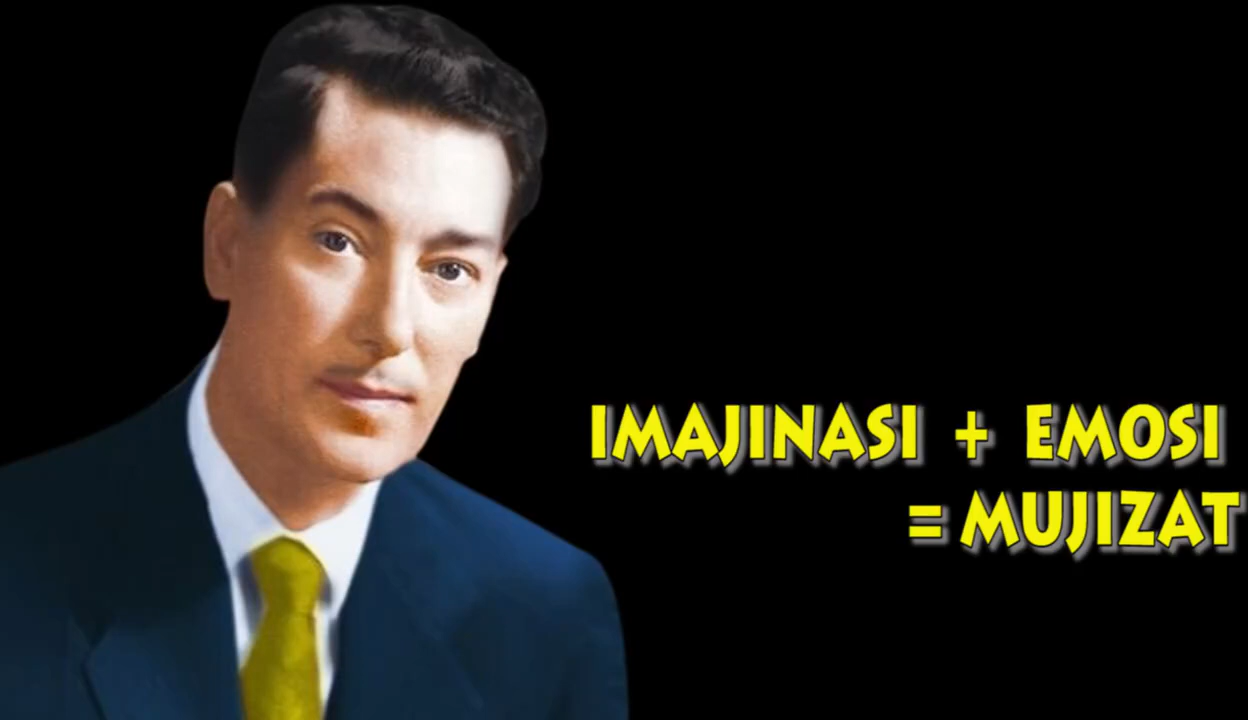 IMAJINASI + EMOSI
= MUJIZAT